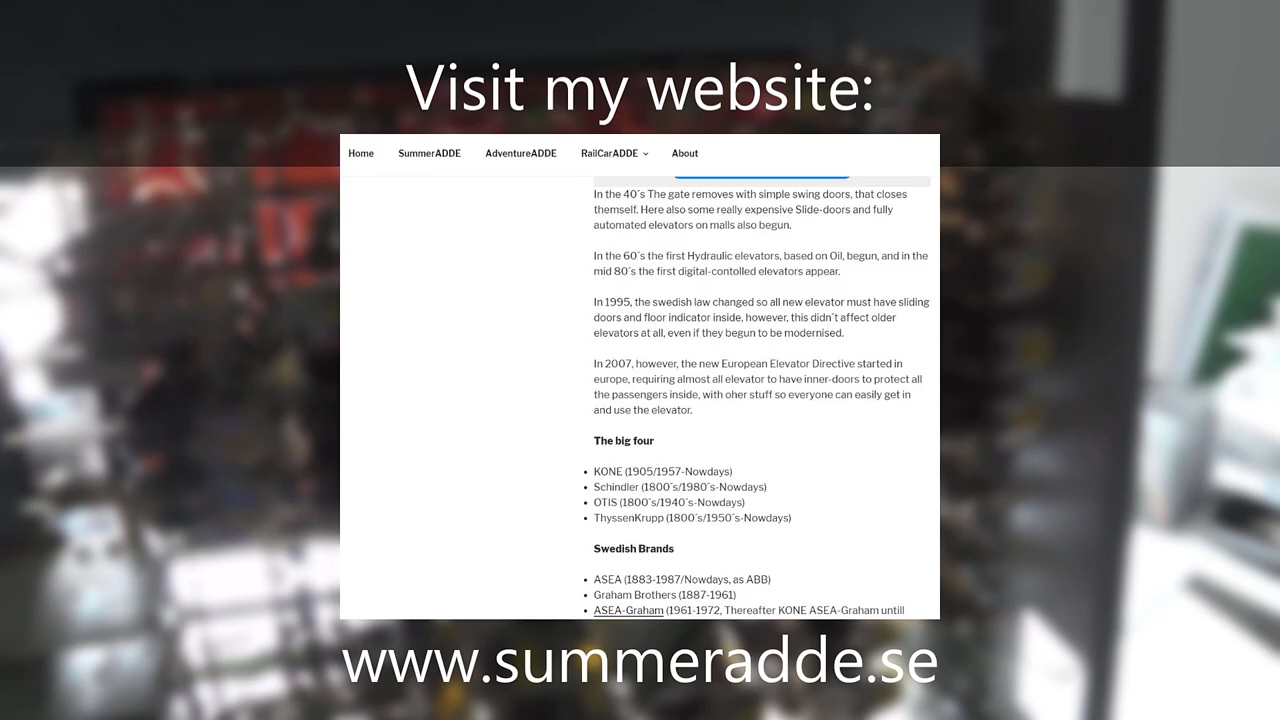 Visit my website:
Home SummerADDE AdventureADDE RailCarADDE About
In the 40´s The gate removes with simple swing doors, that closes
themself. Here also some really expensive Slide-doors and fully
automated elevators on malls also begun.
In the 60´s the first Hydraulic elevators, based on Oil, begun, and in the
mid 80´s the first digital-contolled elevators appear.
In 1995, the swedish law changed so all new elevator must have sliding
doors and floor indicator inside, however, this didn´t affect older
elevators at all, even if they begun to be modernised.
In 2007, however, the new European Elevator Directive started in
europe, requiring almost all elevator to have inner-doors to protect all
the passengers inside, with oher stuff so everyone can easily get in
and use the elevator.
The big four
• KONE (1905/1957-Nowdays)
• Schindler (1800´s/1980´s-Nowdays)
• OTIS (1800´s/1940´s-Nowdays)
• ThyssenKrupp (1800´s/1950´s-Nowdays)
Swedish Brands
• ASEA (1883-1987/Nowdays, as ABB)
• Graham Brothers (1887-1961)
• ASEA-Graham (1961-1972, Thereafter KONE ASEA-Graham untill
www.summeradde.se